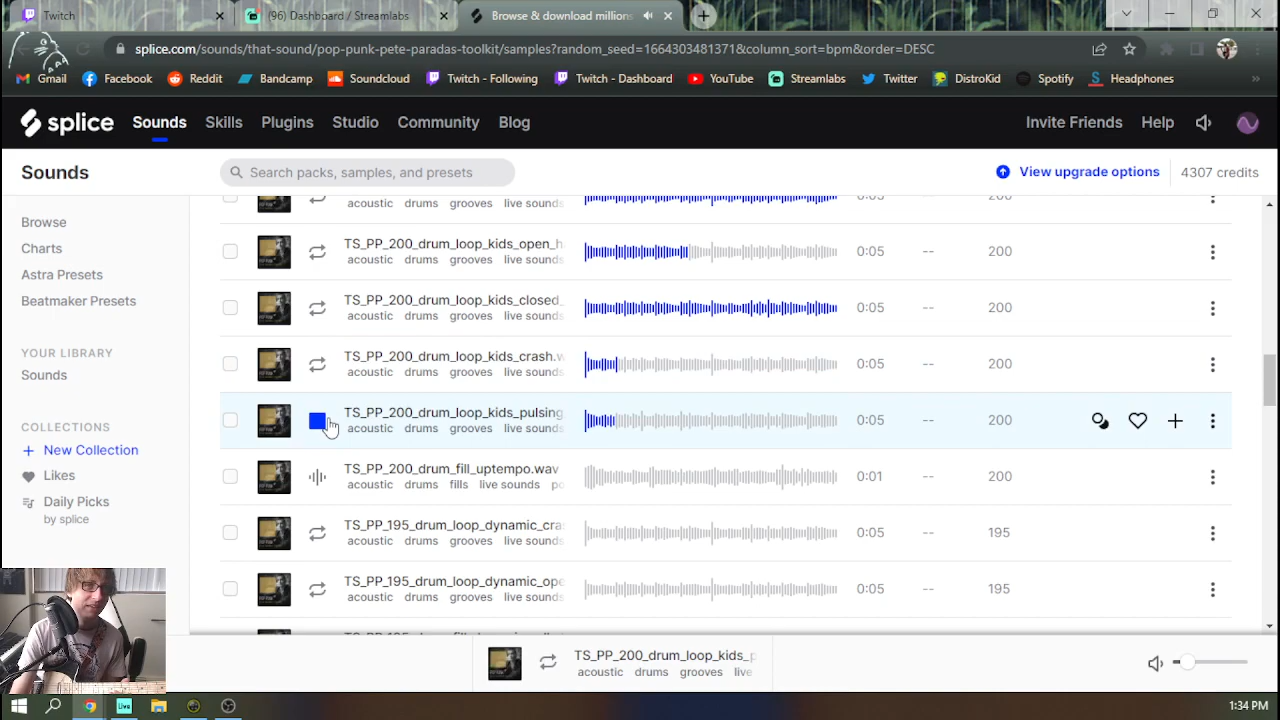 Twitch
(96) Dashboard / Streamlabs
Browse & download millions
splice.com/sounds/that-sound/pop-punk-pete-paradas-toolkit/samples?random_seed=1664303481371&column_sort=bpm&order=DESC
Gmail Facebook Reddit Bandcamp Soundcloud Twitch - Following Twitch - Dashboard YouTube Streamlabs Twitter DistroKid Spotify Headphones »
splice Sounds Skills Plugins Studio Community Blog Invite Friends Help
Sounds
Search packs, samples, and presets
View upgrade options 4307 credits
Browse
Charts
Astra Presets
Beatmaker Presets
YOUR LIBRARY
Sounds
COLLECTIONS
+ New Collection
Likes
Daily Picks
by splice
acoustic drums grooves live sounds 0:05 -- 200
TS_PP_200_drum_loop_kids_open_h
acoustic drums grooves live sounds 0:05 -- 200
TS_PP_200_drum_loop_kids_closed_
acoustic drums grooves live sounds 0:05 -- 200
TS_PP_200_drum_loop_kids_crash.w
acoustic drums grooves live sounds 0:05 -- 200
TS_PP_200_drum_loop_kids_pulsing
acoustic drums grooves live sounds 0:05 -- 200
TS_PP_200_drum_fill_uptempo.wav
acoustic drums fills live sounds po 0:01 -- 200
TS_PP_195_drum_loop_dynamic_cra
acoustic drums grooves live sounds 0:05 -- 195
TS_PP_195_drum_loop_dynamic_ope
acoustic drums grooves live sounds 0:05 -- 195
TS_PP_200_drum_loop_kids_p
acoustic drums grooves live
Live
1:34 PM